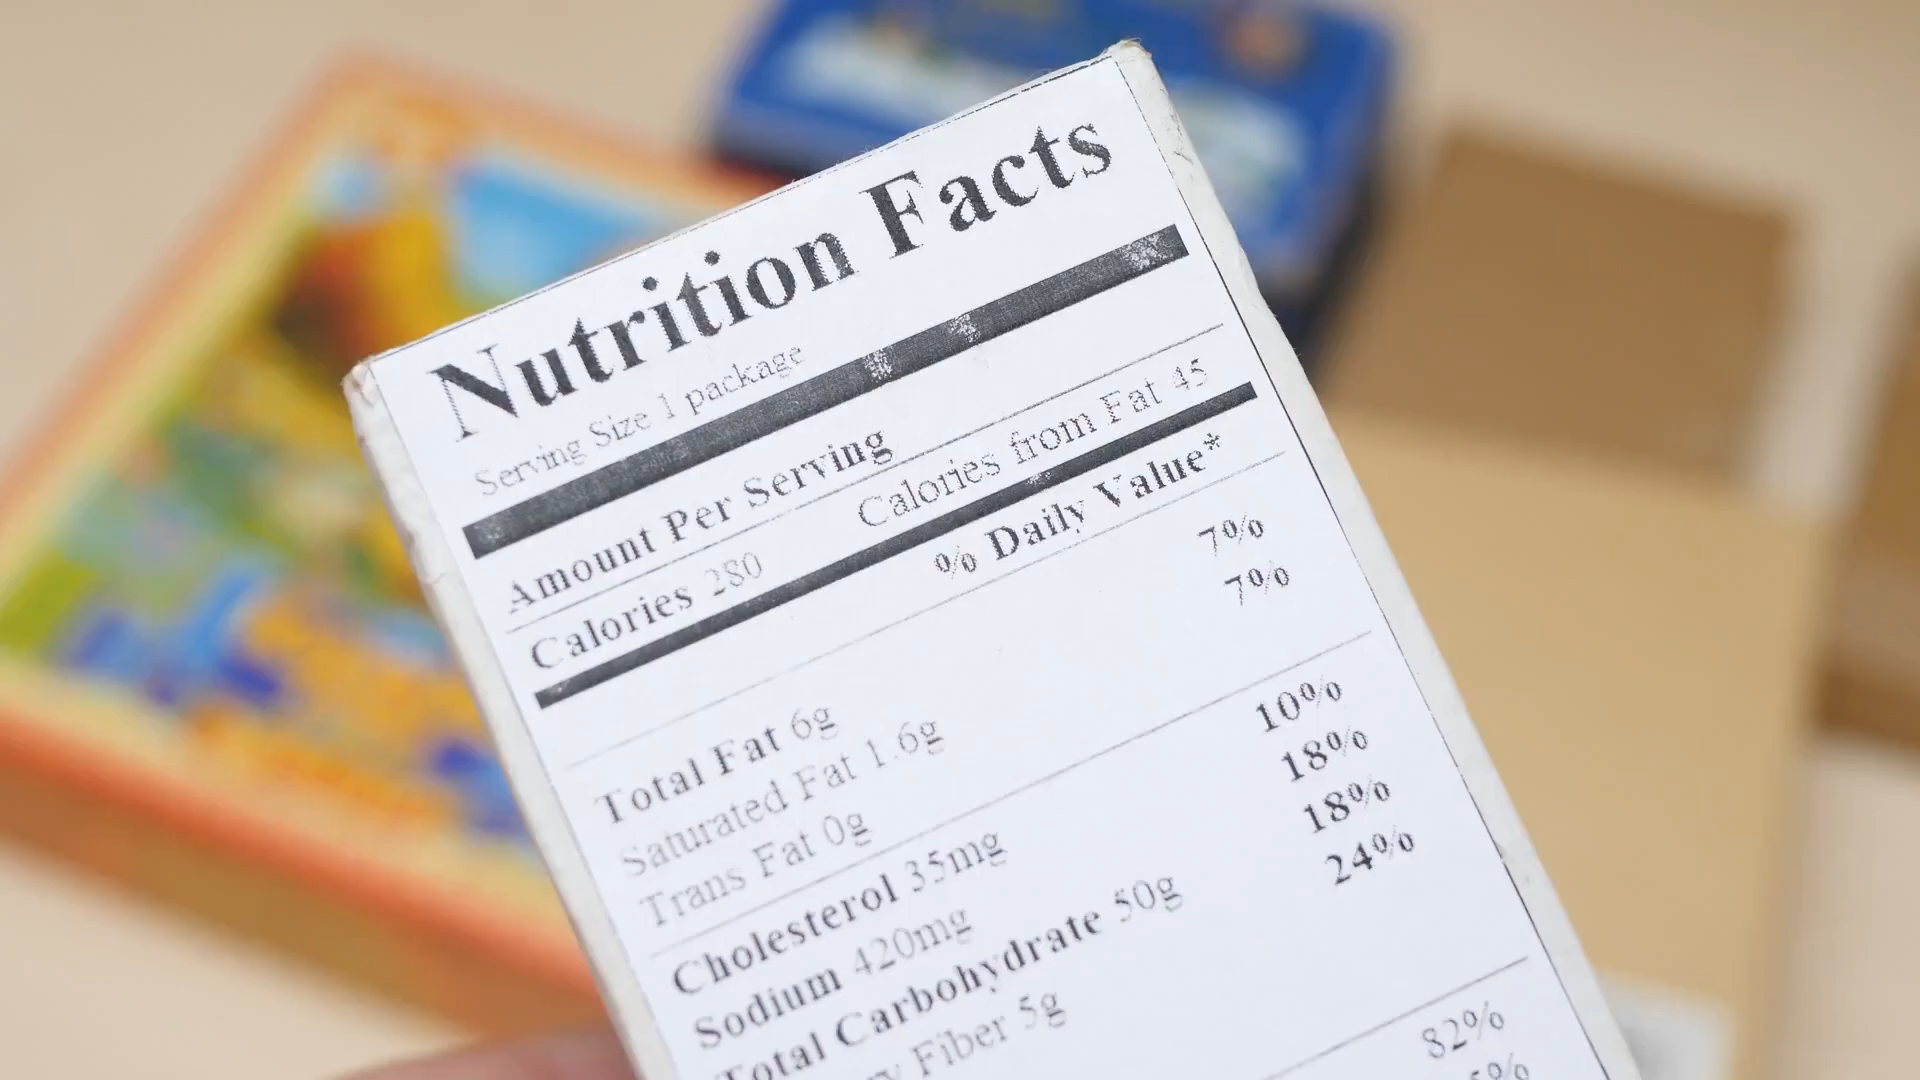 Nutrition Facts
Serving Size 1 package
Amount Per Serving
Calories 280 Calories from Fat 45
% Daily Value*
Total Fat 6g 7%
Saturated Fat 1.6g 7%
Trans Fat 0g
Cholesterol 35mg 10%
Sodium 420mg 18%
Total Carbohydrate 50g 18%
Fiber 5g 24%
82%